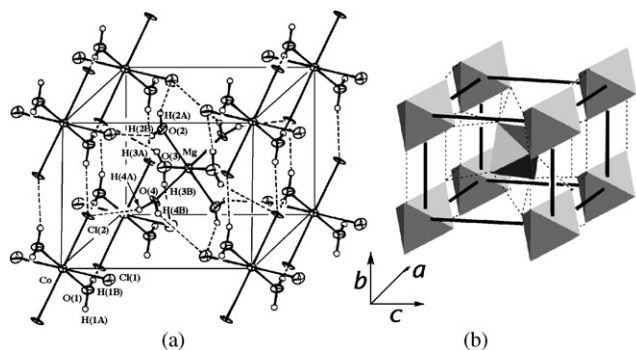 H(2A)
H(2B)
O(2)
Mg
H(3A)
O(3)
H(4A)
H(3B)
O(4)
H(4B)
Cl(2)
Co
Cl(1)
O(1)
H(1B)
H(1A)
(a)
b
a
c
(b)